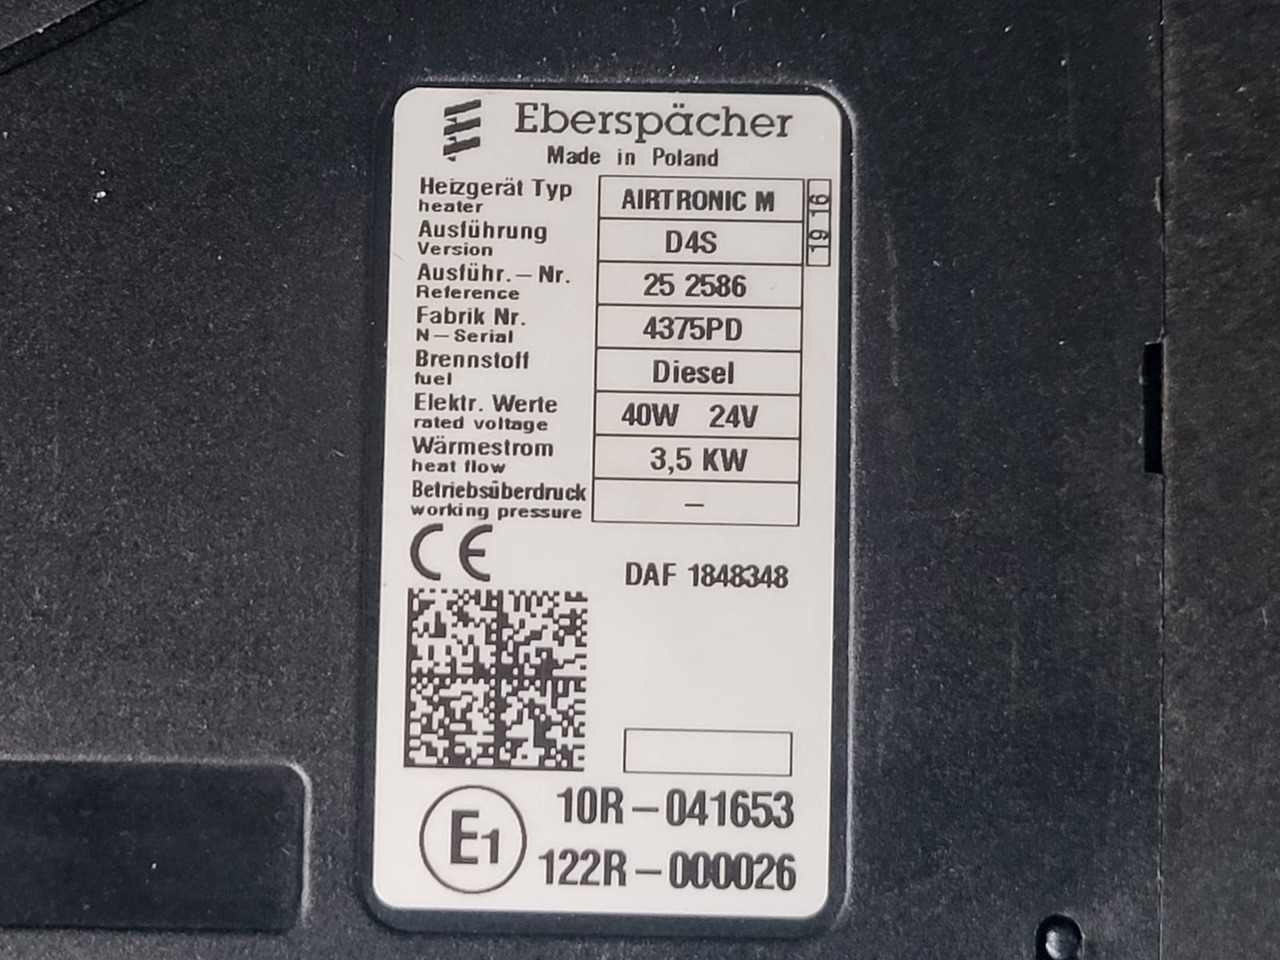 Eberspächer
Made in Poland
Heizgerät Typ
heater
AIRTRONIC M
19 16
Ausführung
Version
D4S
Ausführ.-Nr.
Reference
25 2586
Fabrik Nr.
N-Serial
4375PD
Brennstoff
fuel
Diesel
Elektr. Werte
rated voltage
40W 24V
Wärmestrom
heat flow
3,5 KW
Betriebsüberdruck
working pressure
-
CE
DAF 1848348
E1
10R-041653
122R-000026